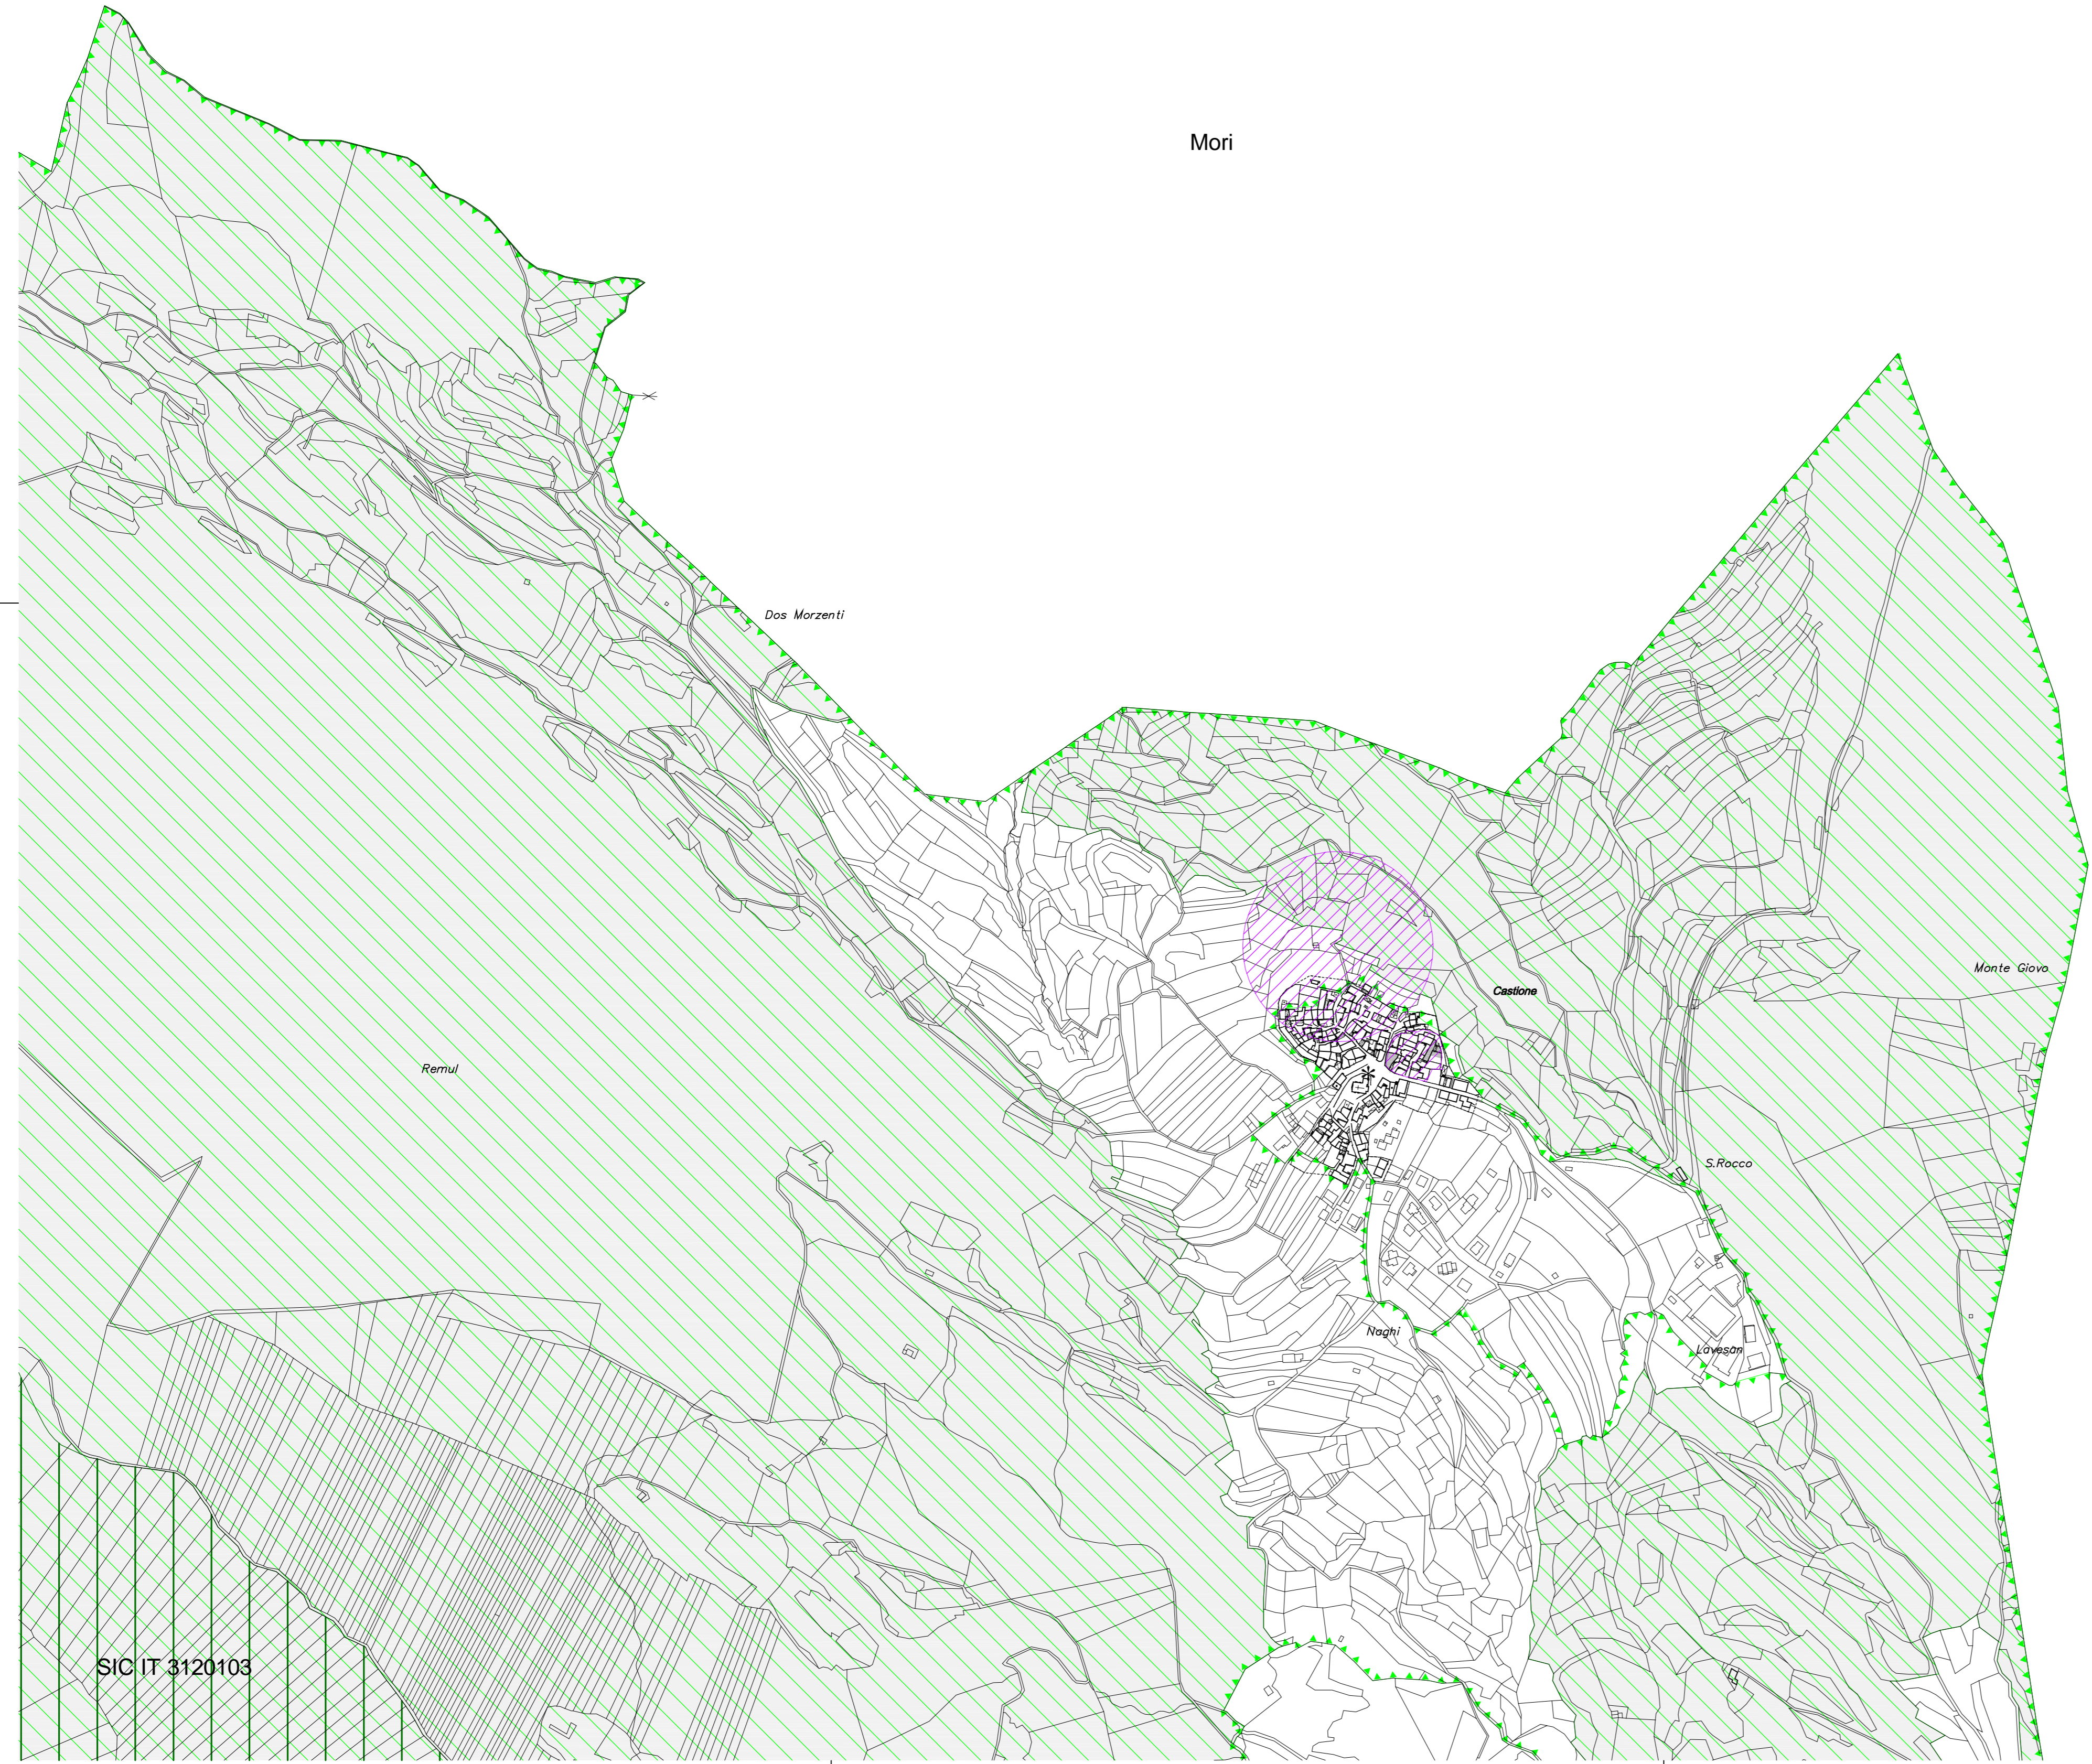 Mori
Dos Morzenti
Monte Giovo
Castione
Remul
S.Rocco
Naghi
Lavesan
SIC IT 3120103